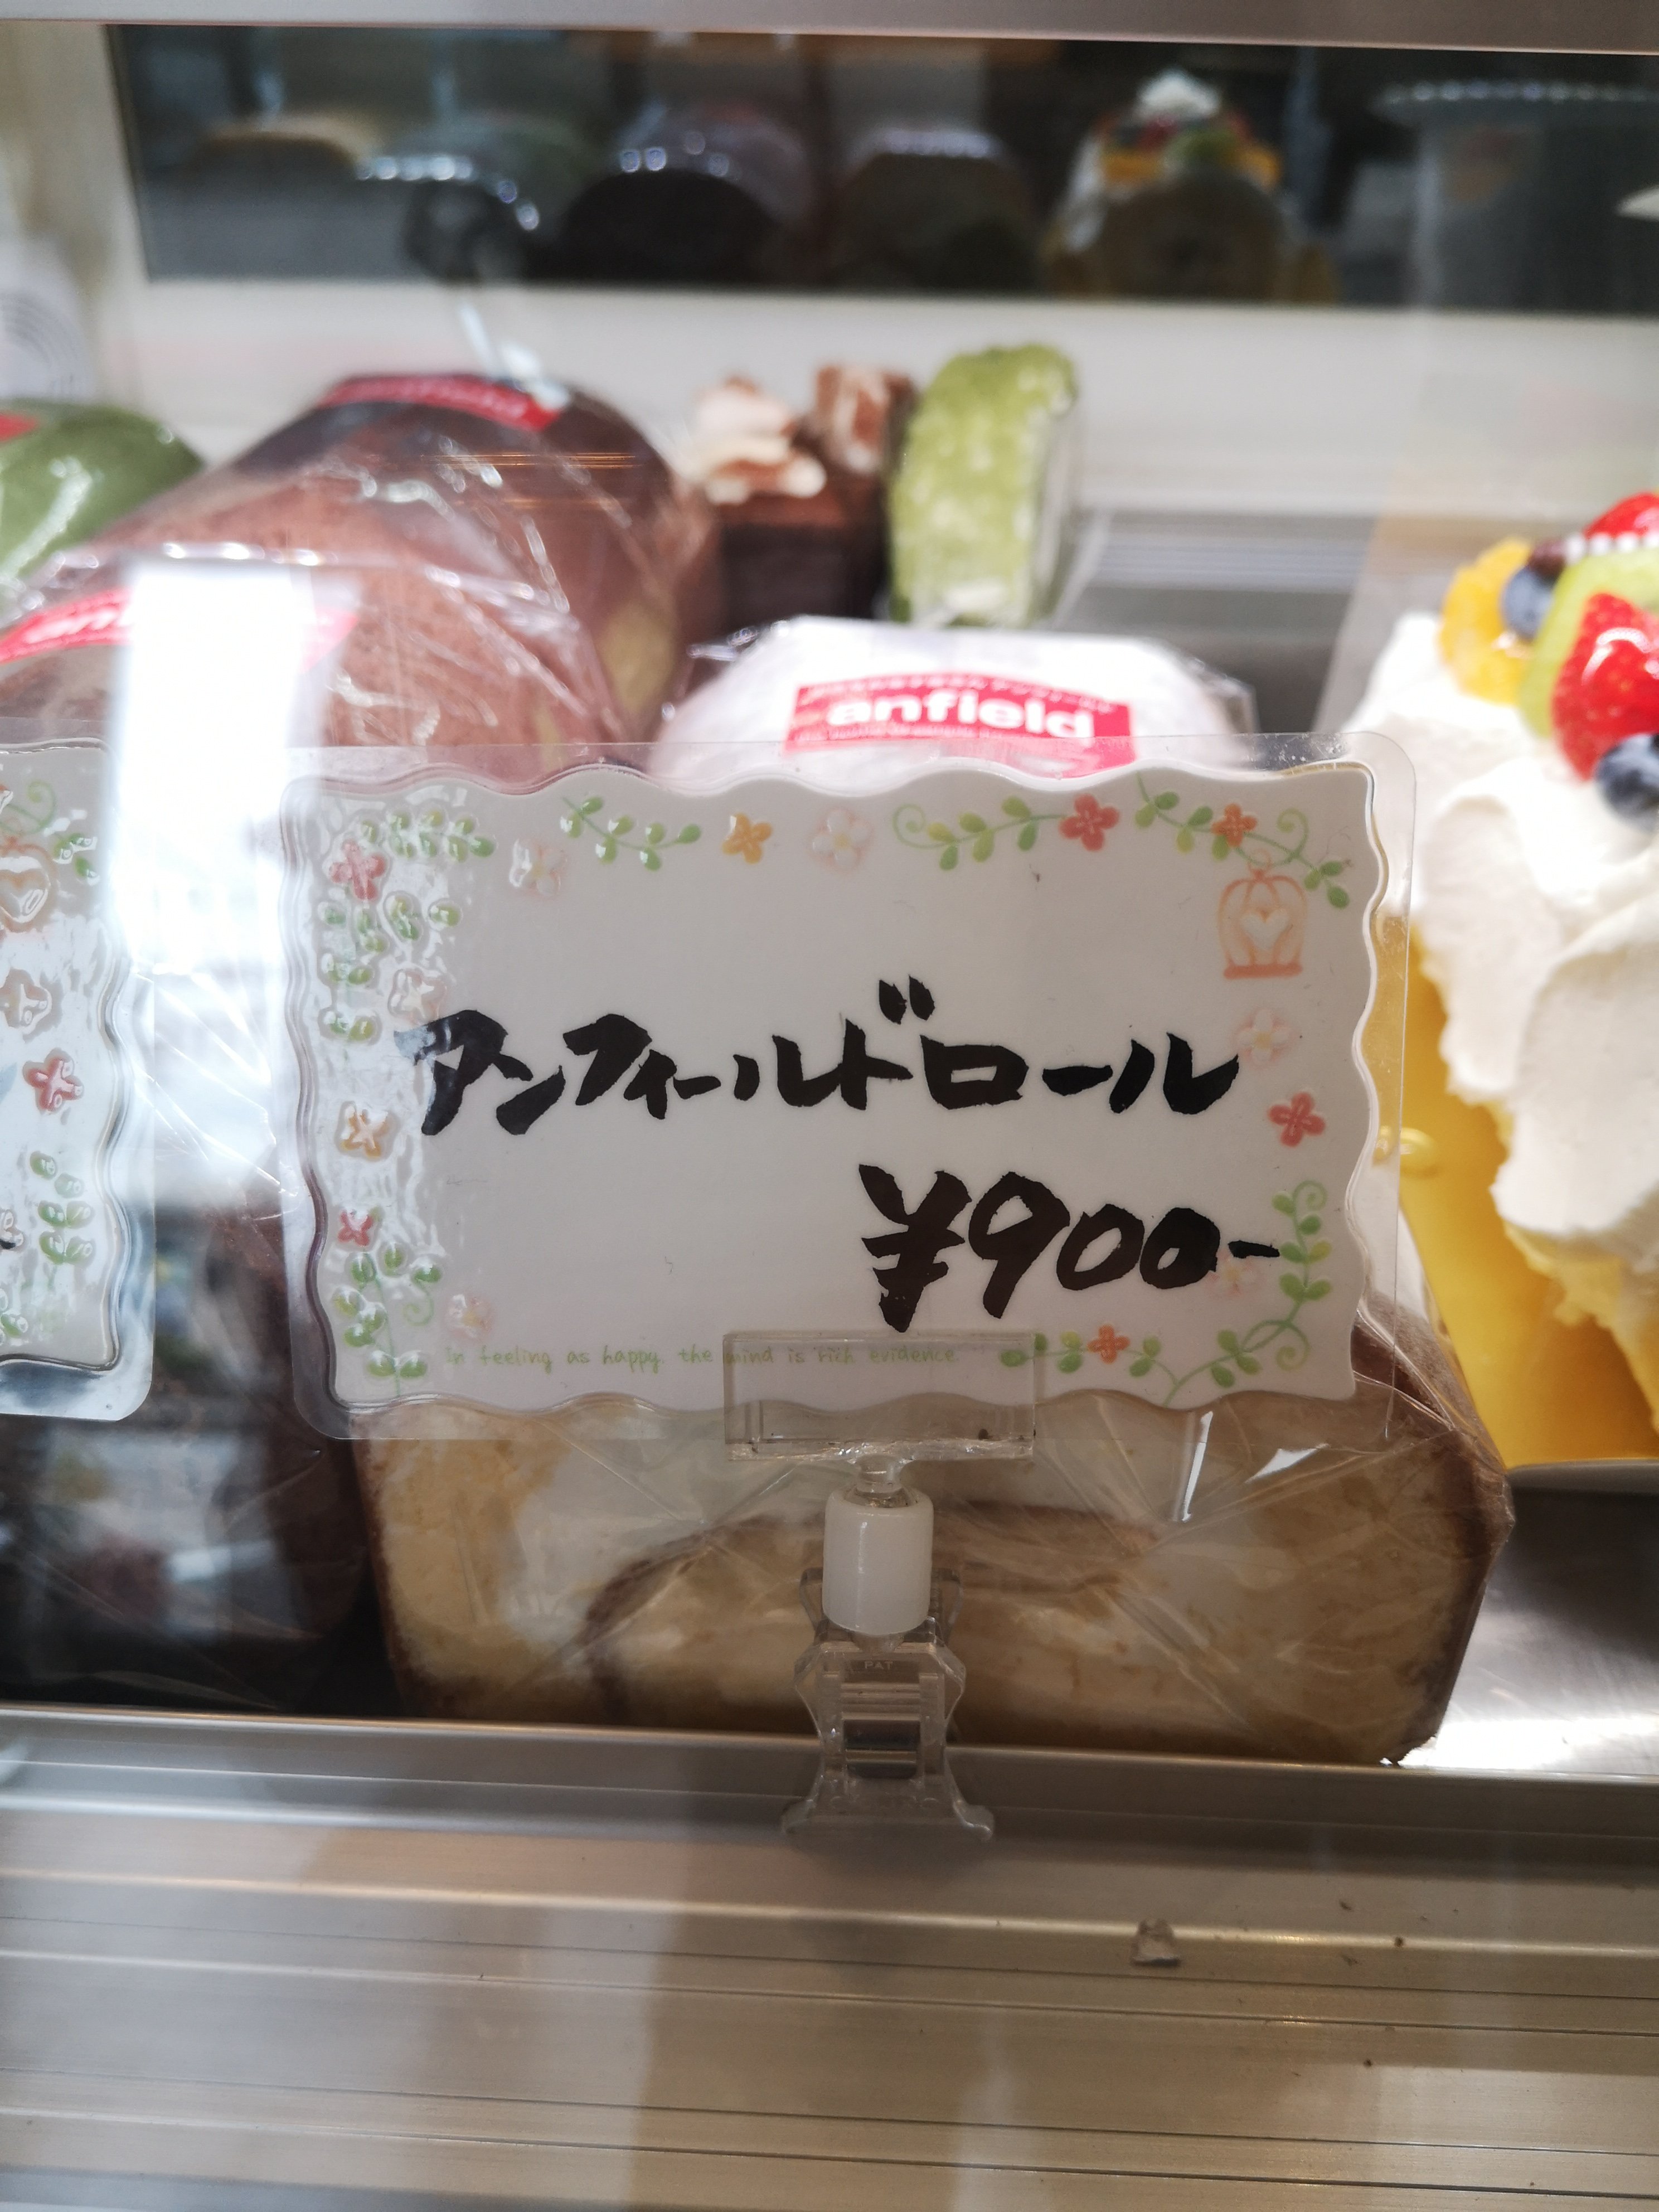 anfield
アンフィールドロール
¥900-
in feeling as happy. the mind is rich evidence.
PAT